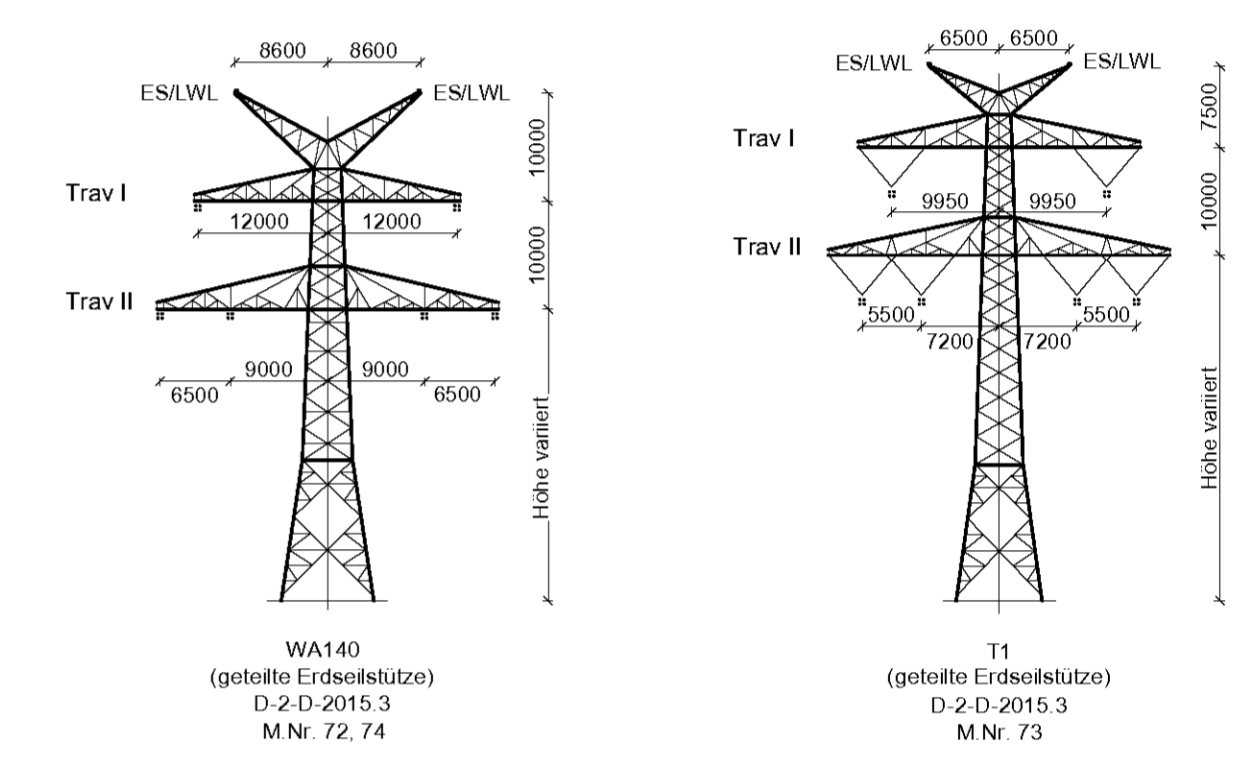 8600 8600
ES/LWL ES/LWL
10000
Trav I
12000 12000
10000
Trav II
9000 9000
6500 6500
Höhe variiert
WA140
(geteilte Erdseilstütze)
D-2-D-2015.3
M.Nr. 72, 74
6500 6500
ES/LWL ES/LWL
7500
Trav I
9950 9950
10000
Trav II
5500 5500
7200 7200
Höhe variiert
T1
(geteilte Erdseilstütze)
D-2-D-2015.3
M.Nr. 73